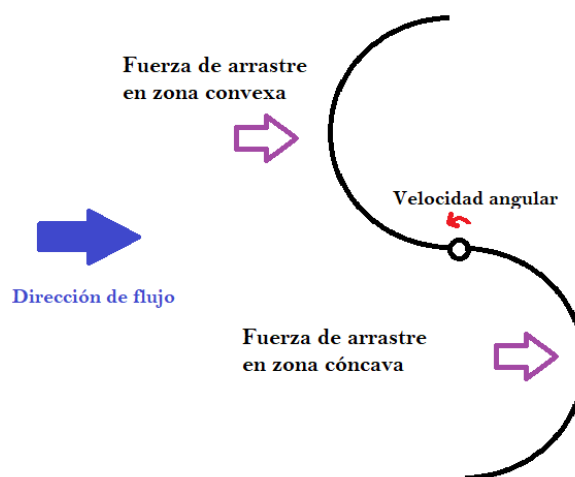 Fuerza de arrastre
en zona convexa
Velocidad angular
Dirección de flujo
Fuerza de arrastre
en zona cóncava